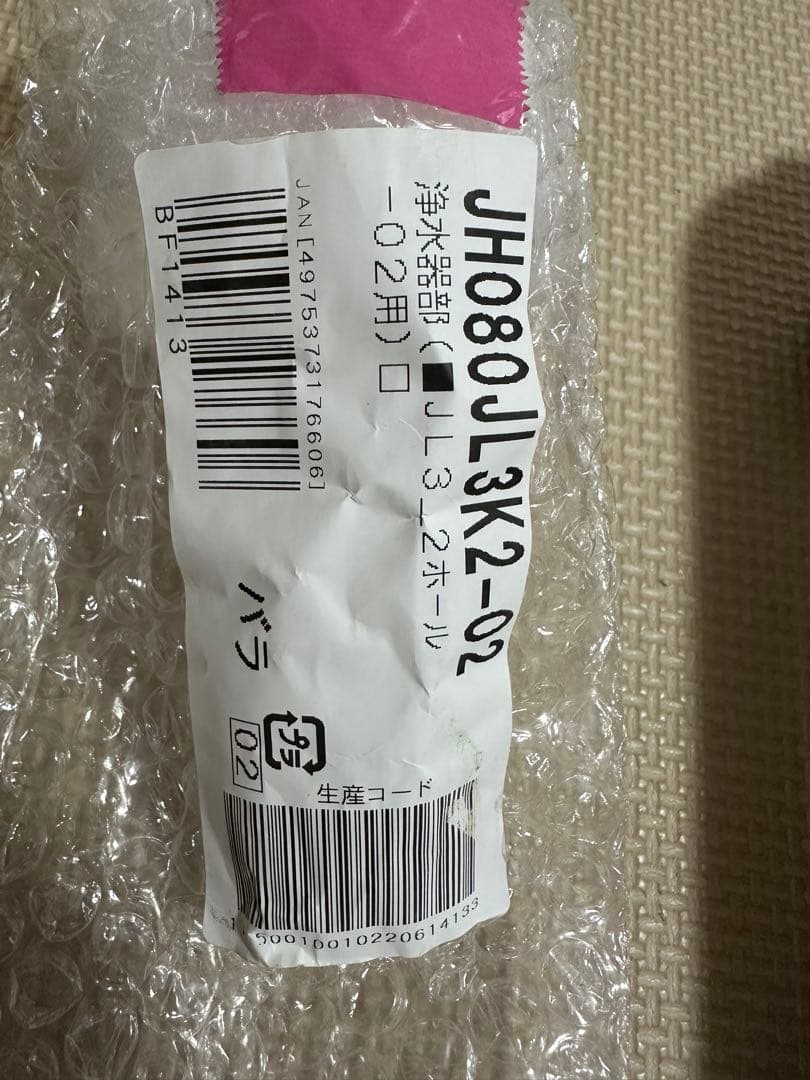 JH080JL3K2-02
浄水器部(■JL3_2ホール
-02用)□
JAN[4975373176606]
BF1413
バラ
プラ
02
生産コード
50010010220614133